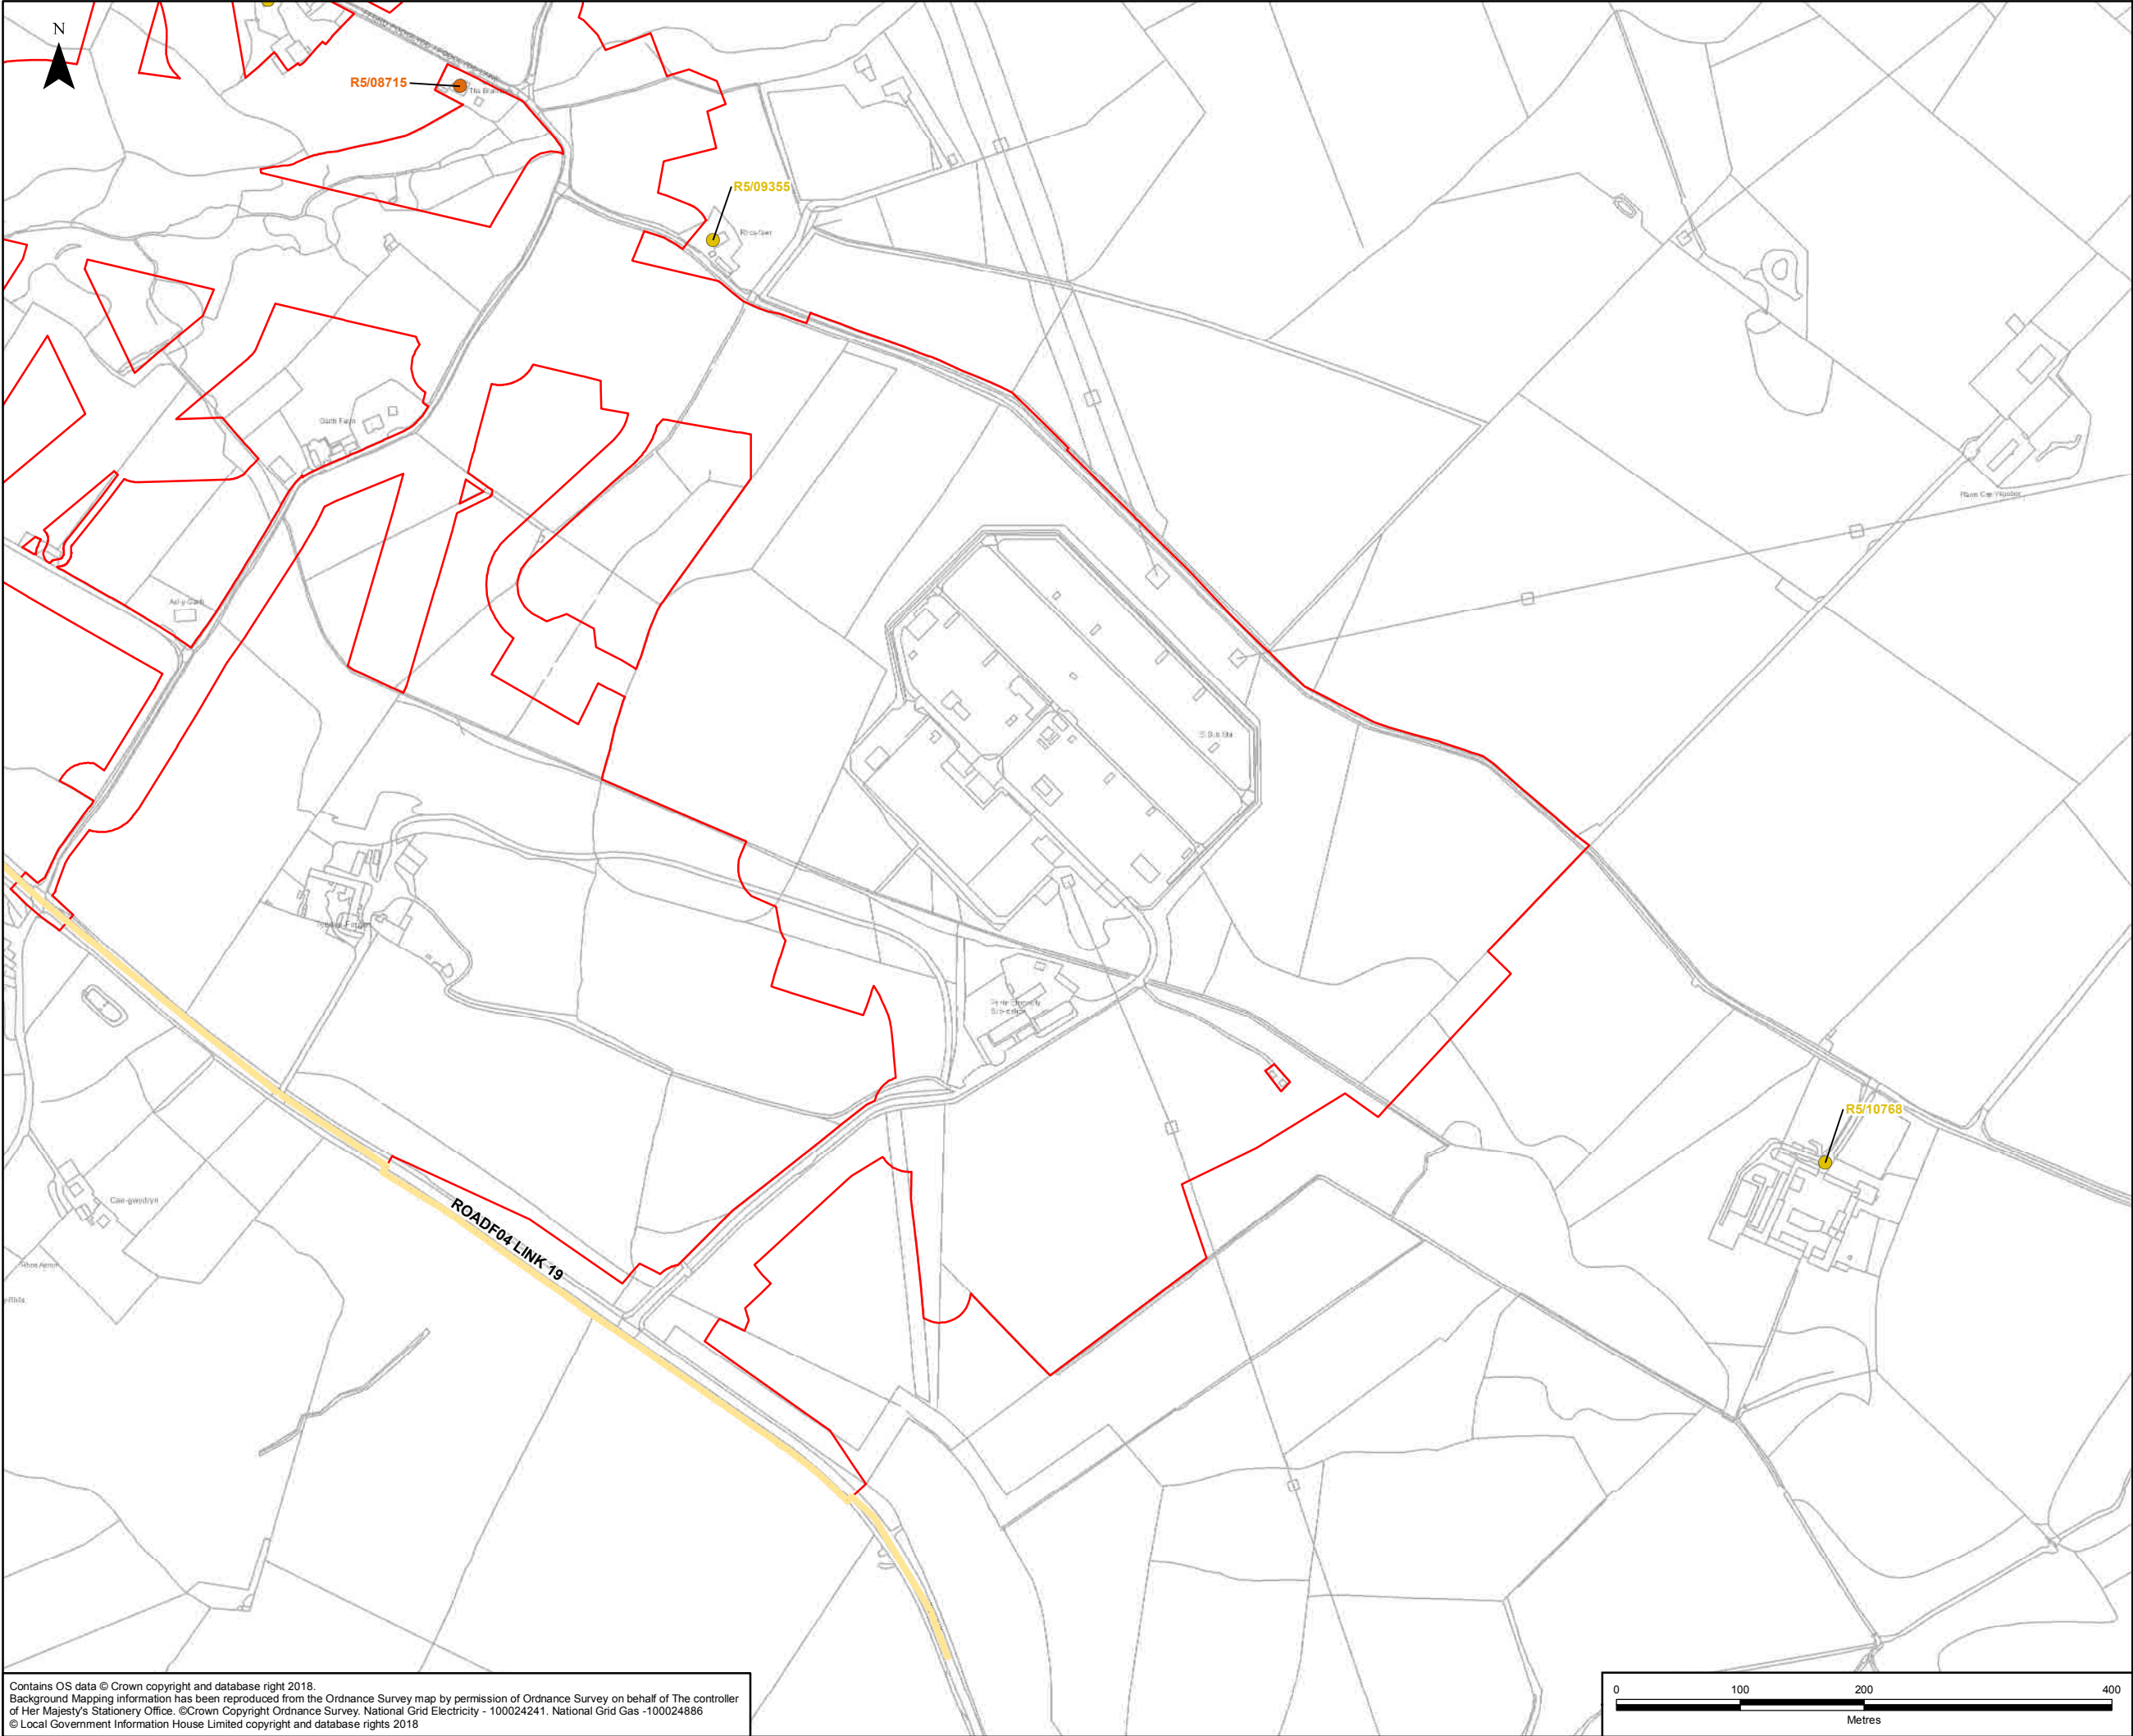 N
R5/08715
R5/09355
Garth Farm
R5/10768
Cae-gwydryn
ROADF04 LINK 19
Contains OS data © Crown copyright and database right 2018.
Background Mapping information has been reproduced from the Ordnance Survey map by permission of Ordnance Survey on behalf of The controller
of Her Majesty's Stationery Office. ©Crown Copyright Ordnance Survey. National Grid Electricity - 100024241. National Grid Gas -100024886
© Local Government Information House Limited copyright and database rights 2018
0 100 200 400
Metres